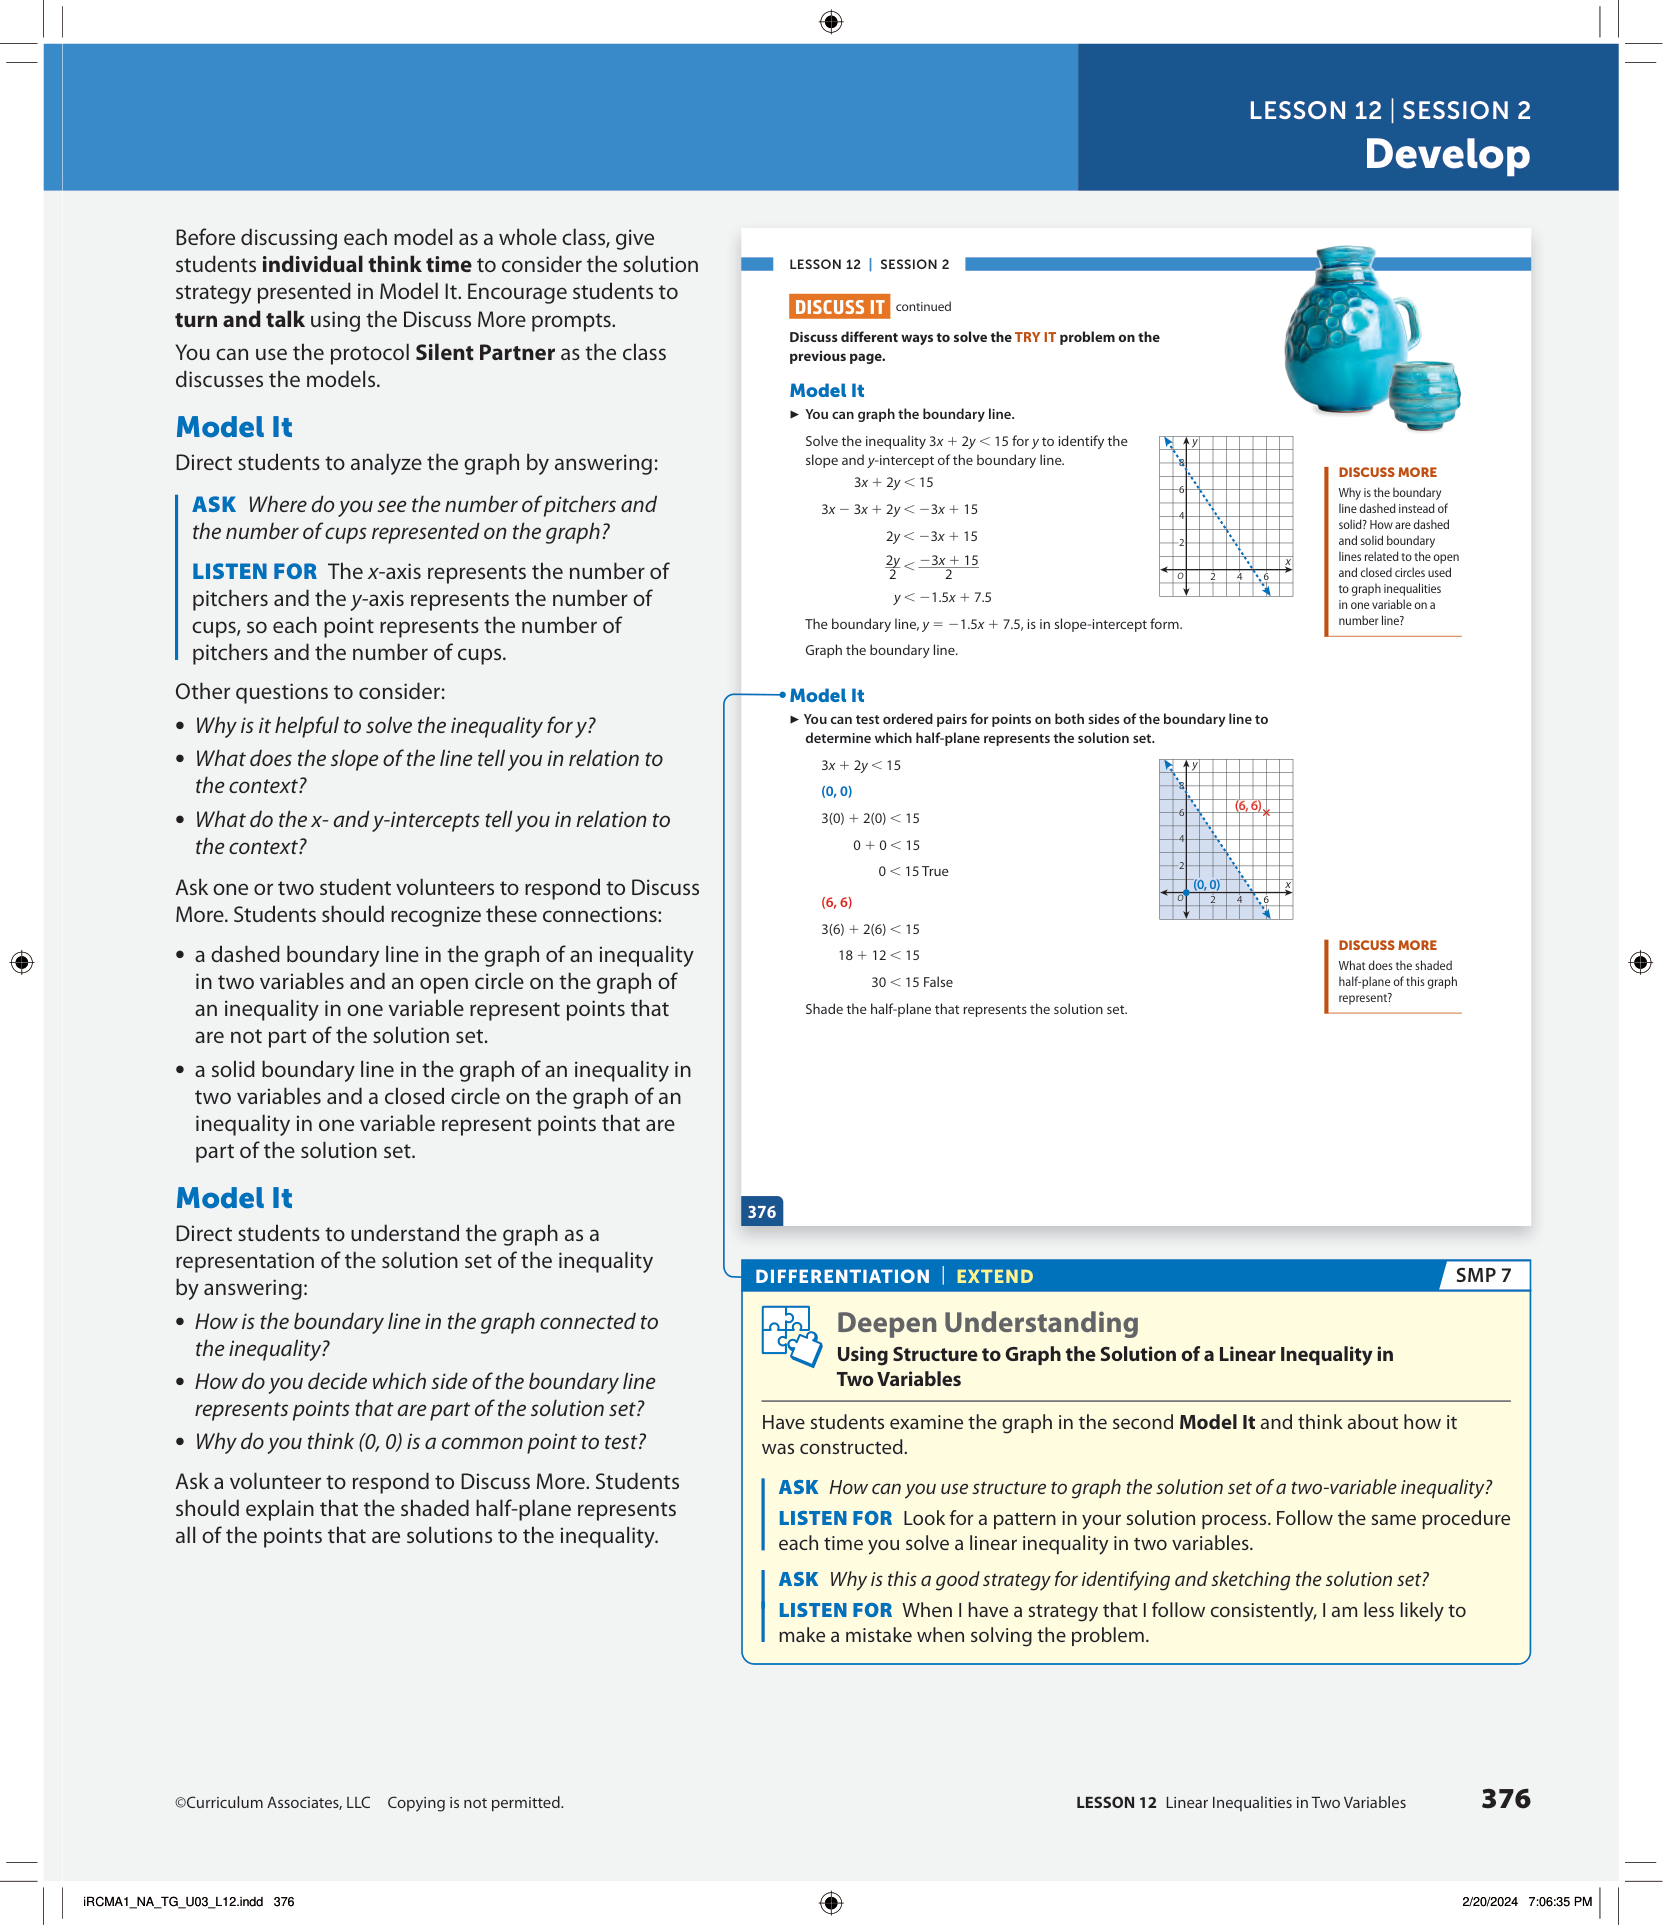 LESSON 12 | SESSION 2
Develop
Before discussing each model as a whole class, give
students individual think time to consider the solution
strategy presented in Model It. Encourage students to
turn and talk using the Discuss More prompts.
You can use the protocol Silent Partner as the class
discusses the models.
Model It
Direct students to analyze the graph by answering:
ASK Where do you see the number of pitchers and
the number of cups represented on the graph?
LISTEN FOR The x-axis represents the number of
pitchers and the y-axis represents the number of
cups, so each point represents the number of
pitchers and the number of cups.
Other questions to consider:
• Why is it helpful to solve the inequality for y?
• What does the slope of the line tell you in relation to
the context?
• What do the x- and y-intercepts tell you in relation to
the context?
Ask one or two student volunteers to respond to Discuss
More. Students should recognize these connections:
• a dashed boundary line in the graph of an inequality
in two variables and an open circle on the graph of
an inequality in one variable represent points that
are not part of the solution set.
• a solid boundary line in the graph of an inequality in
two variables and a closed circle on the graph of an
inequality in one variable represent points that are
part of the solution set.
Model It
Direct students to understand the graph as a
representation of the solution set of the inequality
by answering:
• How is the boundary line in the graph connected to
the inequality?
• How do you decide which side of the boundary line
represents points that are part of the solution set?
• Why do you think (0, 0) is a common point to test?
Ask a volunteer to respond to Discuss More. Students
should explain that the shaded half-plane represents
all of the points that are solutions to the inequality.
LESSON 12 | SESSION 2
DISCUSS IT continued
Discuss different ways to solve the TRY IT problem on the
previous page.
Model It
► You can graph the boundary line.
Solve the inequality 3x + 2y < 15 for y to identify the
slope and y-intercept of the boundary line.
3x + 2y < 15
3x − 3x + 2y < −3x + 15
2y < −3x + 15
2y/2 < −3x + 15/2
y < −1.5x + 7.5
The boundary line, y = −1.5x + 7.5, is in slope-intercept form.
Graph the boundary line.
y
8
6
4
2
x
O 2 4 6
DISCUSS MORE
Why is the boundary
line dashed instead of
solid? How are dashed
and solid boundary
lines related to the open
and closed circles used
to graph inequalities
in one variable on a
number line?
Model It
► You can test ordered pairs for points on both sides of the boundary line to
determine which half-plane represents the solution set.
3x + 2y < 15
(0, 0)
3(0) + 2(0) < 15
0 + 0 < 15
0 < 15 True
(6, 6)
3(6) + 2(6) < 15
18 + 12 < 15
30 < 15 False
Shade the half-plane that represents the solution set.
y
8
(6, 6)
6
4
2
(0, 0)
x
O 2 4 6
DISCUSS MORE
What does the shaded
half-plane of this graph
represent?
376
DIFFERENTIATION | EXTEND
SMP 7
Deepen Understanding
Using Structure to Graph the Solution of a Linear Inequality in
Two Variables
Have students examine the graph in the second Model It and think about how it
was constructed.
ASK How can you use structure to graph the solution set of a two-variable inequality?
LISTEN FOR Look for a pattern in your solution process. Follow the same procedure
each time you solve a linear inequality in two variables.
ASK Why is this a good strategy for identifying and sketching the solution set?
LISTEN FOR When I have a strategy that I follow consistently, I am less likely to
make a mistake when solving the problem.
©Curriculum Associates, LLC Copying is not permitted.
LESSON 12 Linear Inequalities in Two Variables 376
iRCMA1_NA_TG_U03_L12.indd 376
2/20/2024 7:06:35 PM